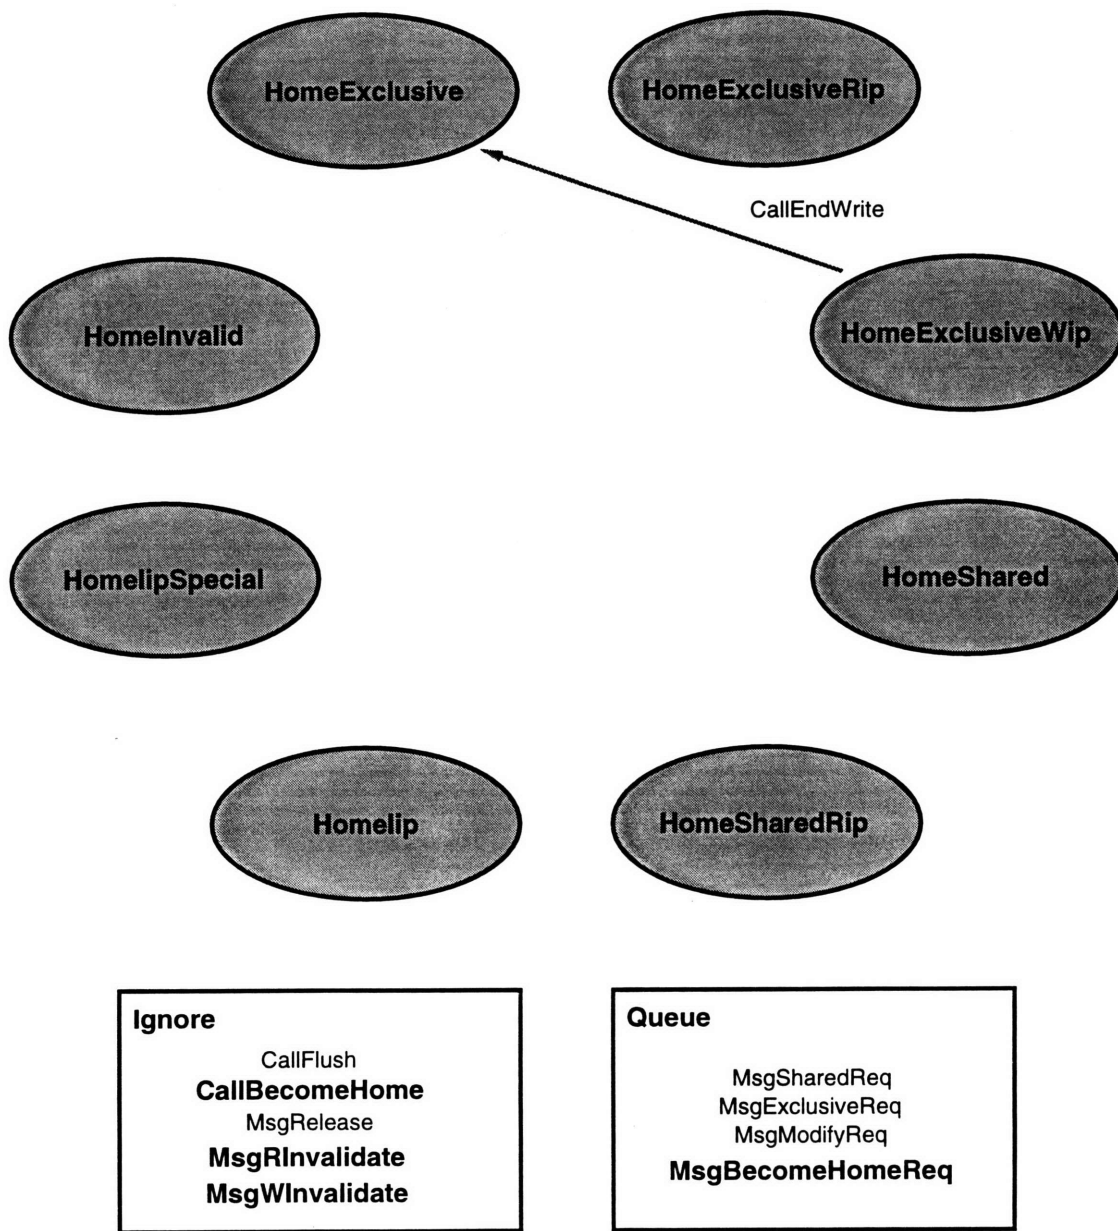 HomeExclusive
HomeExclusiveRip
CallEndWrite
HomeInvalid
HomeExclusiveWip
HomeIipSpecial
HomeShared
HomeIip
HomeSharedRip
Ignore
CallFlush
CallBecomeHome
MsgRelease
MsgRInvalidate
MsgWInvalidate
Queue
MsgSharedReq
MsgExclusiveReq
MsgModifyReq
MsgBecomeHomeReq